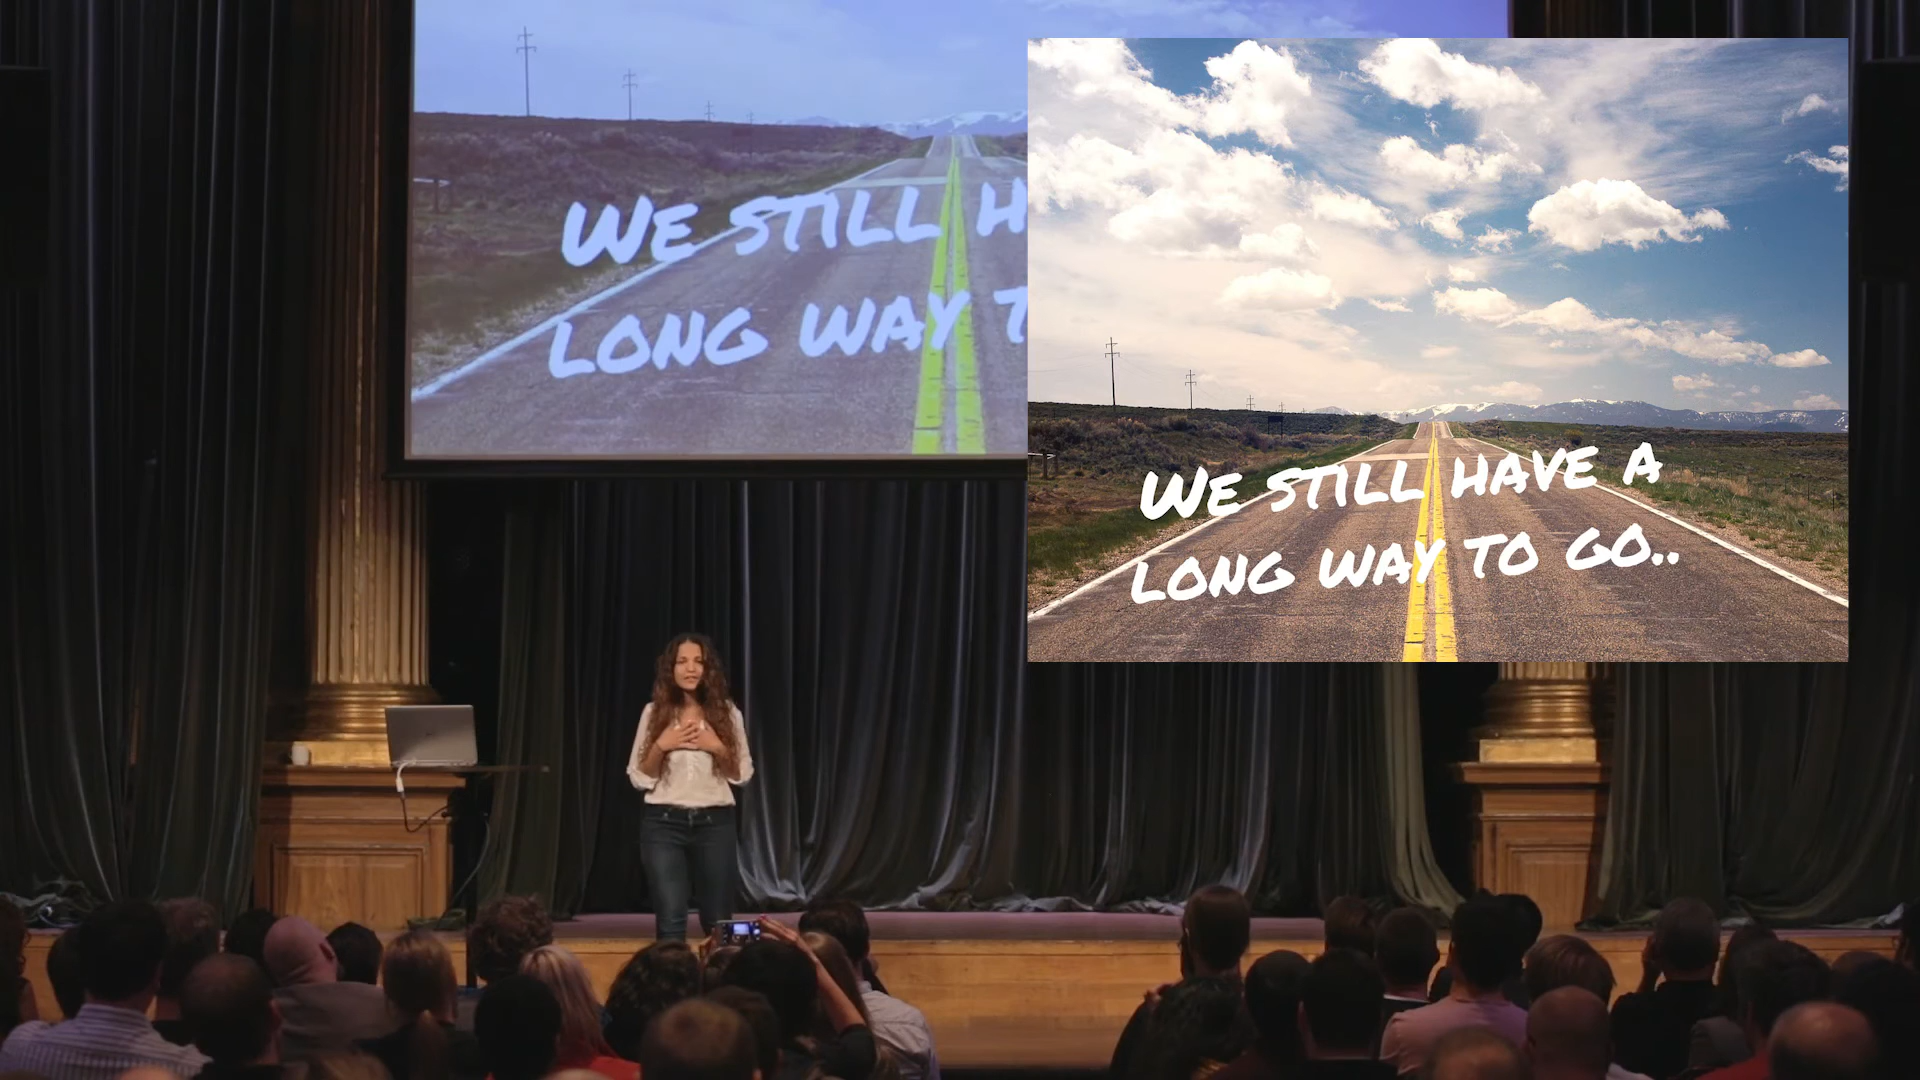 WE STILL H
LONG WAY T
WE STILL HAVE A
LONG WAY TO GO..